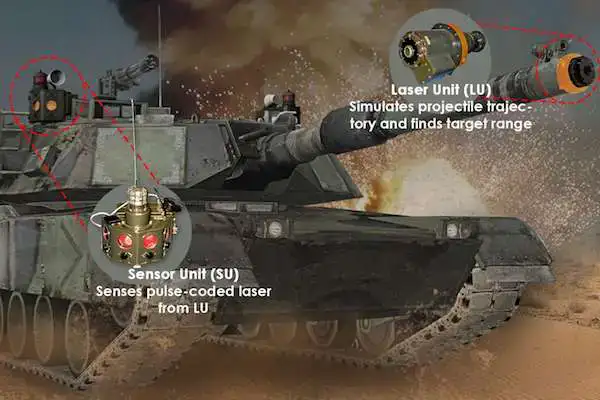 Laser Unit (LU)
Simulates projectile trajec-
tory and finds target range
Sensor Unit (SU)
Senses pulse-coded laser
from LU